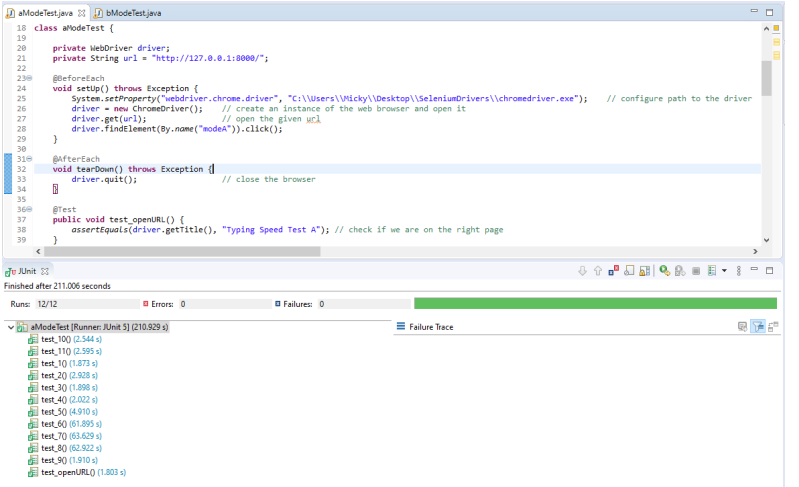 aModeTest.java bModeTest.java
18 class aModeTest {
19
20 private WebDriver driver;
21 private String url = "http://127.0.0.1:8000/";
22
23 @BeforeEach
24 void setUp() throws Exception {
25 System.setProperty("webdriver.chrome.driver", "C:\\Users\\Micky\\Desktop\\SeleniumDrivers\\chromedriver.exe"); // configure path to the driver
26 driver = new ChromeDriver(); // create an instance of the web browser and open it
27 driver.get(url); // open the given url
28 driver.findElement(By.name("modeA")).click();
29 }
30
31 @AfterEach
32 void tearDown() throws Exception {
33 driver.quit(); // close the browser
34 }
35
36 @Test
37 public void test_openURL() {
38 assertEquals(driver.getTitle(), "Typing Speed Test A"); // check if we are on the right page
39 }
JUnit
Finished after 211.006 seconds
Runs: 12/12 Errors: 0 Failures: 0
aModeTest [Runner: JUnit 5] (210.929 s) Failure Trace
test_10() (2.544 s)
test_11() (2.595 s)
test_1() (1.873 s)
test_2() (2.928 s)
test_3() (1.898 s)
test_4() (2.022 s)
test_5() (4.910 s)
test_6() (61.895 s)
test_7() (63.629 s)
test_8() (62.922 s)
test_9() (1.910 s)
test_openURL() (1.803 s)